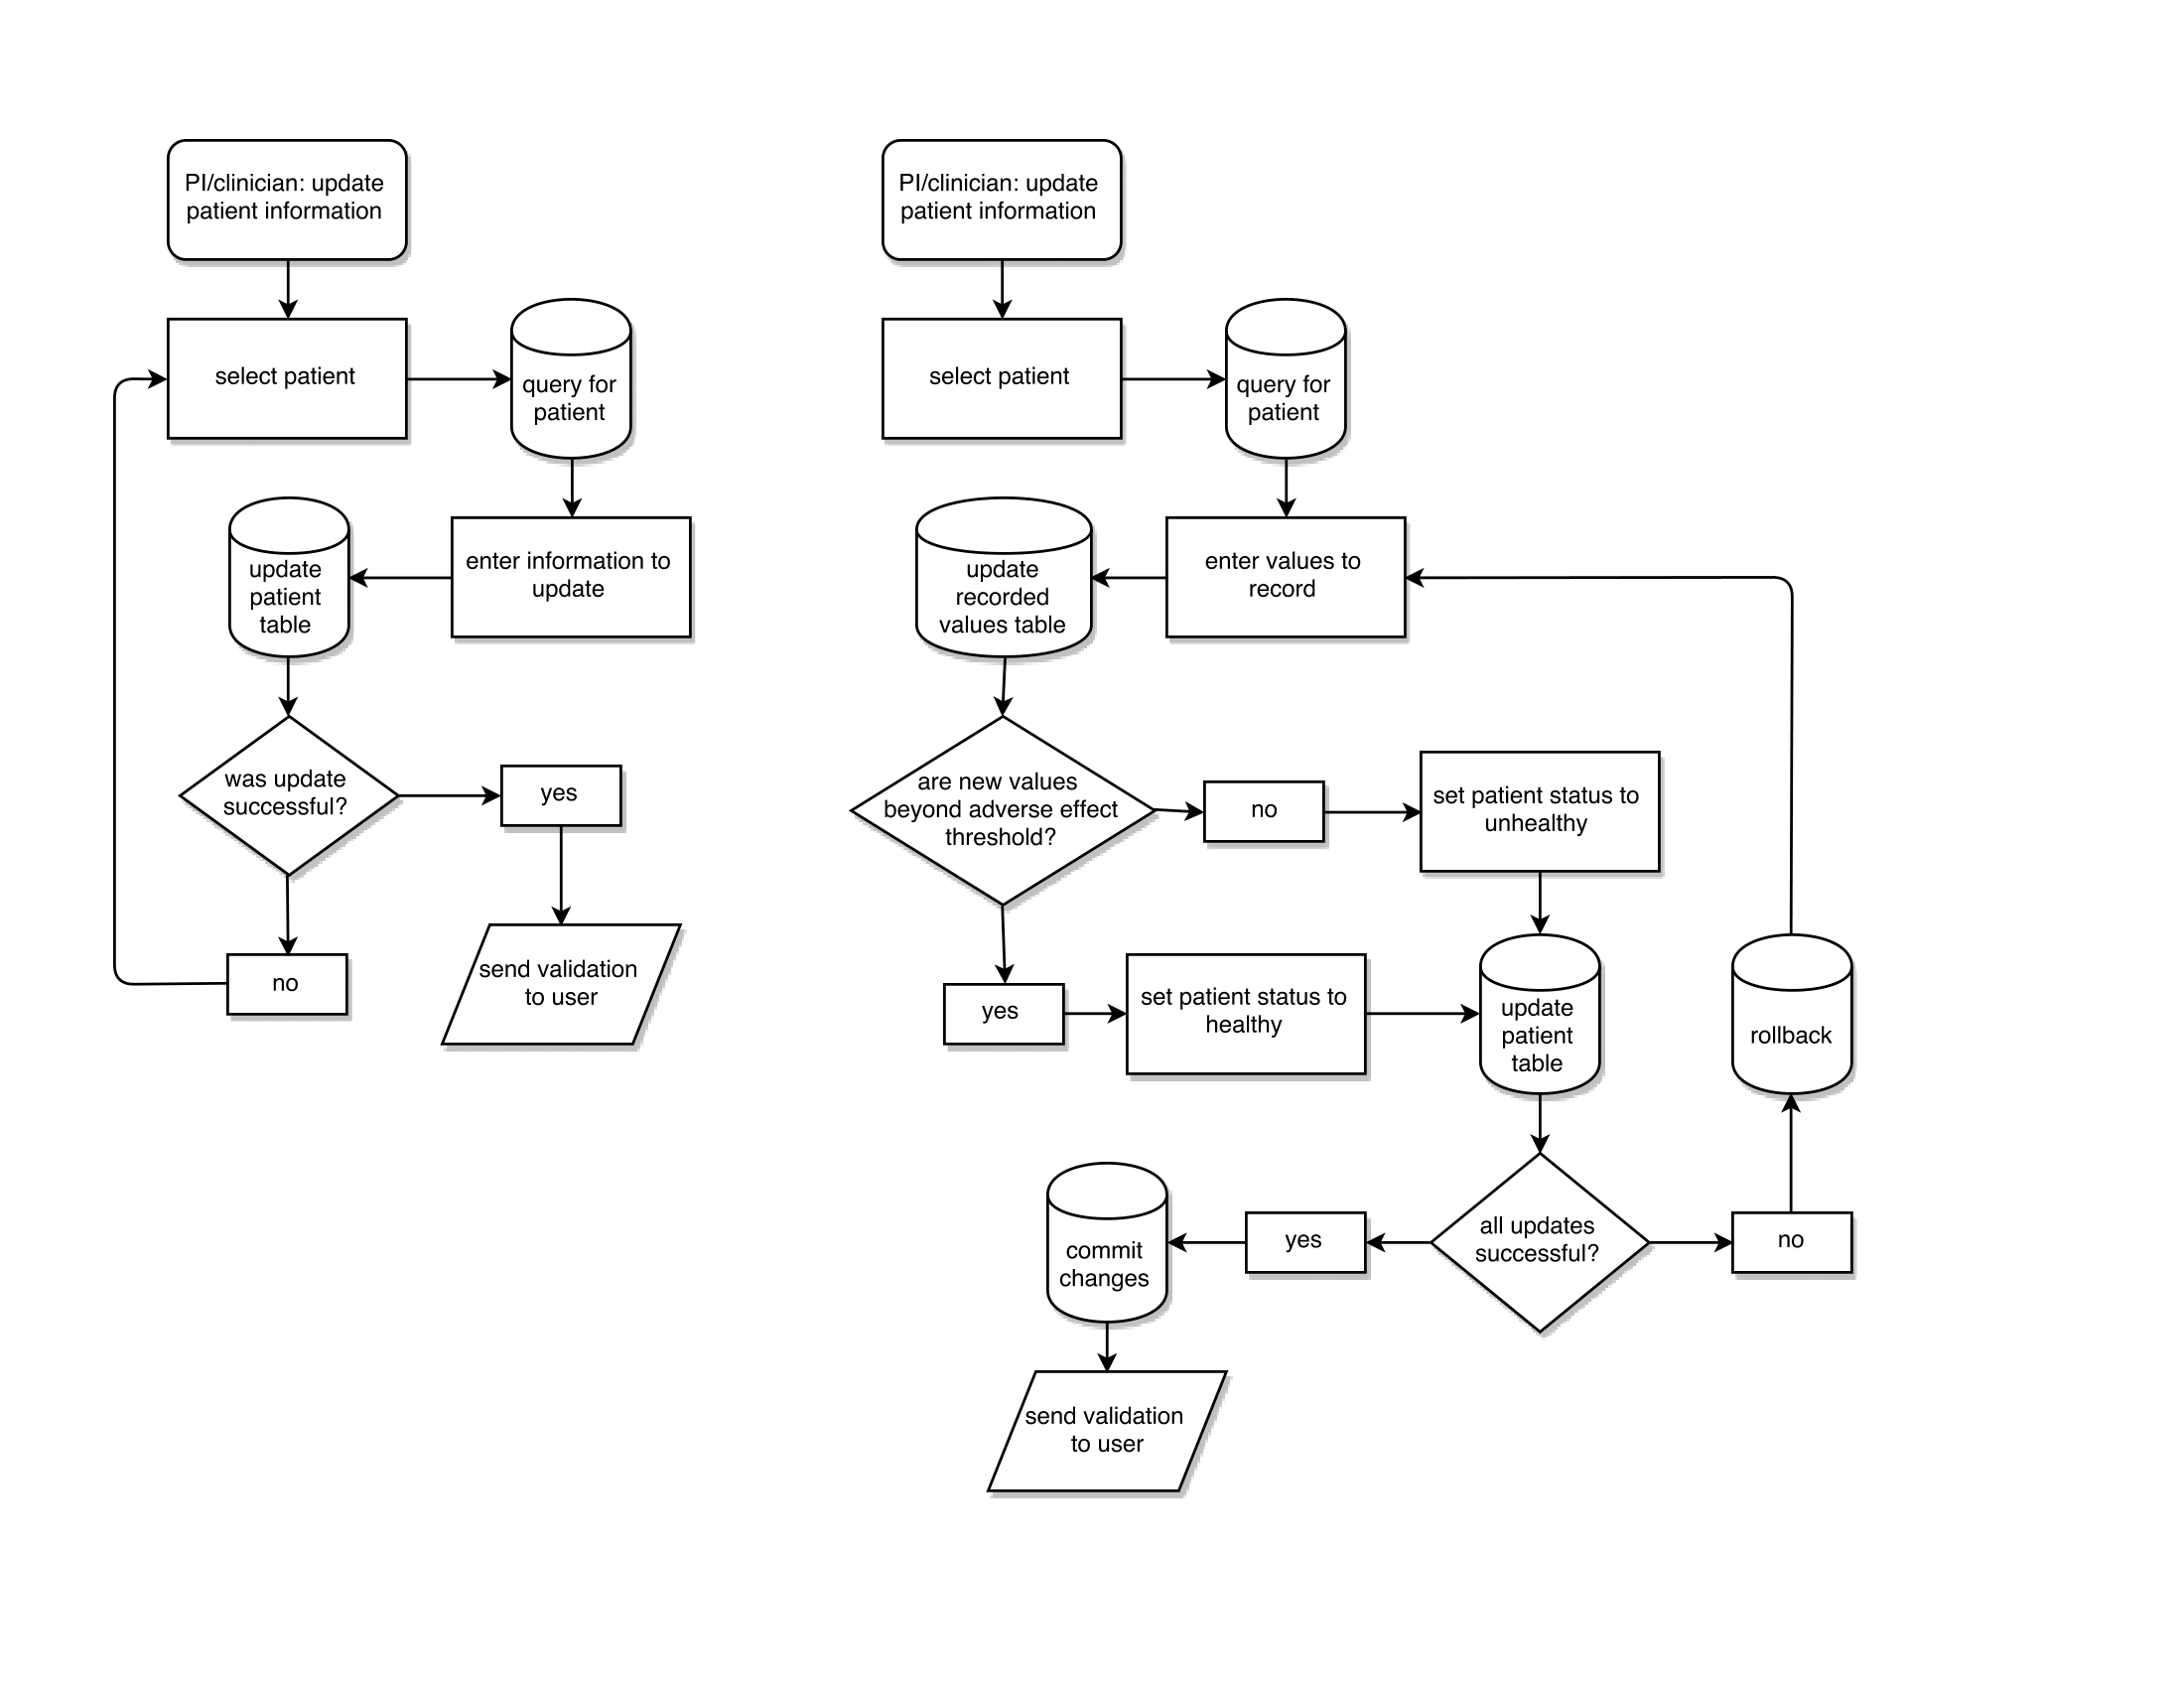 PI/clinician: update
patient information
select patient
query for
patient
enter information to
update
update
patient
table
was update
successful?
yes
send validation
to user
no
PI/clinician: update
patient information
select patient
query for
patient
enter values to
record
update
recorded
values table
are new values
beyond adverse effect
threshold?
no
set patient status to
unhealthy
yes
set patient status to
healthy
update
patient
table
rollback
all updates
successful?
yes
no
commit
changes
send validation
to user